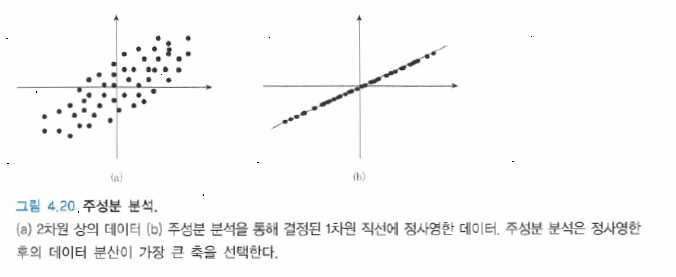 (a)
(b)
그림 4.20. 주성분 분석.
(a) 2차원 상의 데이터 (b) 주성분 분석을 통해 결정된 1차원 직선에 정사영한 데이터. 주성분 분석은 정사영한
후의 데이터 분산이 가장 큰 축을 선택한다.